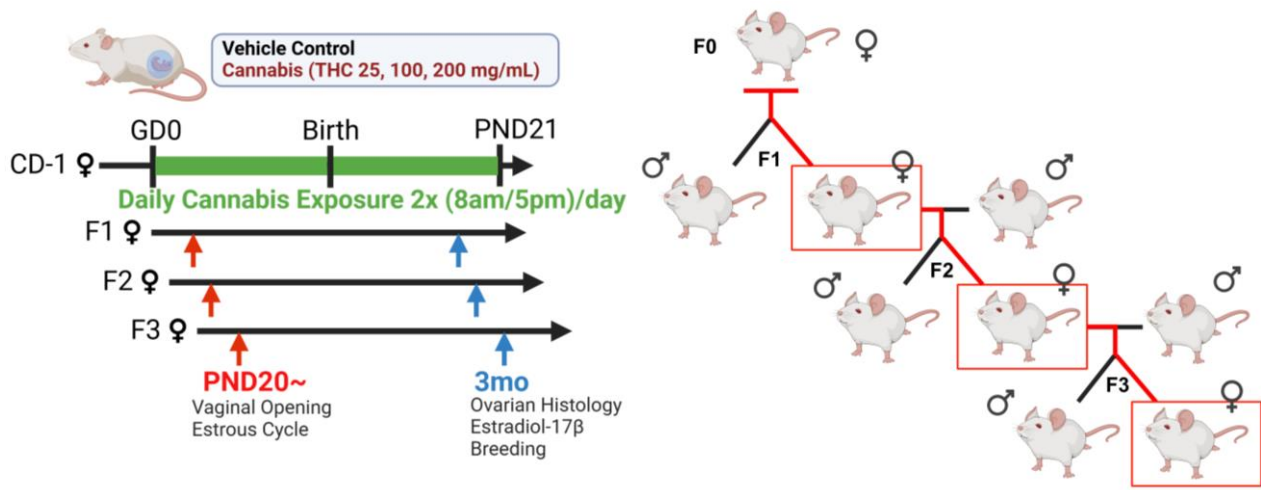 Vehicle Control
Cannabis (THC 25, 100, 200 mg/mL)
GD0 Birth PND21
CD-1 ♀
Daily Cannabis Exposure 2x (8am/5pm)/day
F1 ♀
F2 ♀
F3 ♀
PND20~
Vaginal Opening
Estrous Cycle
3mo
Ovarian Histology
Estradiol-17β
Breeding
F0 ♀
♂ F1 ♀ ♂
♂ F2 ♀ ♂
♂ F3 ♀